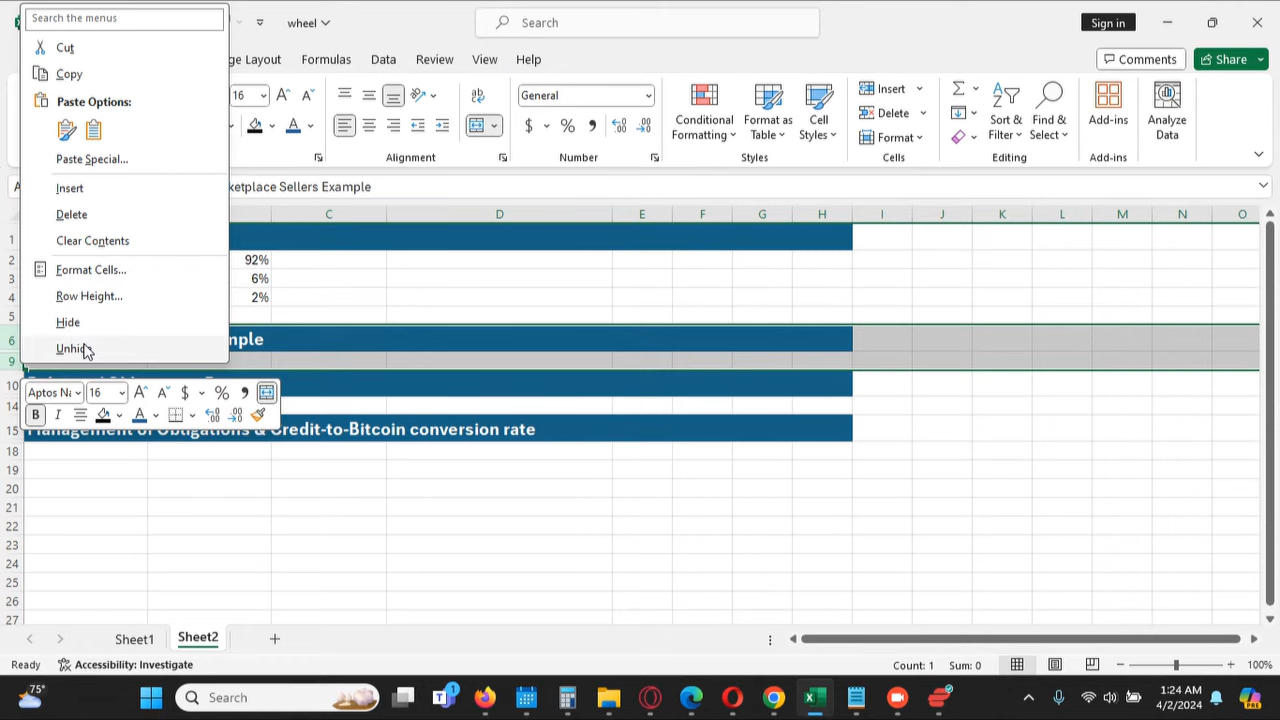 Search the menus
wheel
Search
Sign in
Cut
Copy
Paste Options:
Paste Special...
Insert
Delete
Clear Contents
Format Cells...
Row Height...
Hide
ge Layout
Formulas
Data
Review
View
Help
Comments
Share
16
General
Conditional Formatting
Format as Table
Cell Styles
Insert
Delete
Format
Sort & Filter
Find & Select
Add-ins
Analyze Data
Alignment
Number
Styles
Cells
Editing
Add-ins
ketplace Sellers Example
C D E F G H I J K L M N O
1
2 92%
3 6%
4 2%
5
6 mple
9
10
14
15 Management of Obligations & Credit-to-Bitcoin conversion rate
18
19
20
21
22
23
24
25
26
27
Aptos Na 16
B I
Sheet1
Sheet2
Ready
Accessibility: Investigate
Count: 1
Sum: 0
100%
75°
Search
1
1:24 AM
4/2/2024
PRE